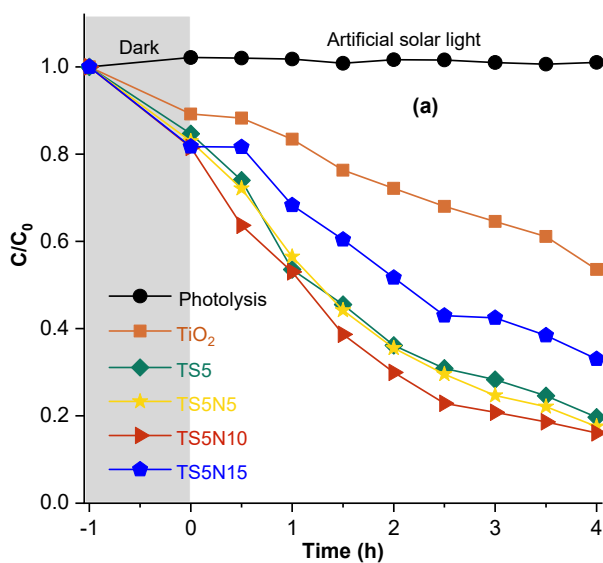 Dark
Artificial solar light
(a)
1.0
0.8
0.6
0.4
0.2
0.0
C/C₀
Photolysis
TiO₂
TS5
TS5N5
TS5N10
TS5N15
-1 0 1 2 3 4
Time (h)